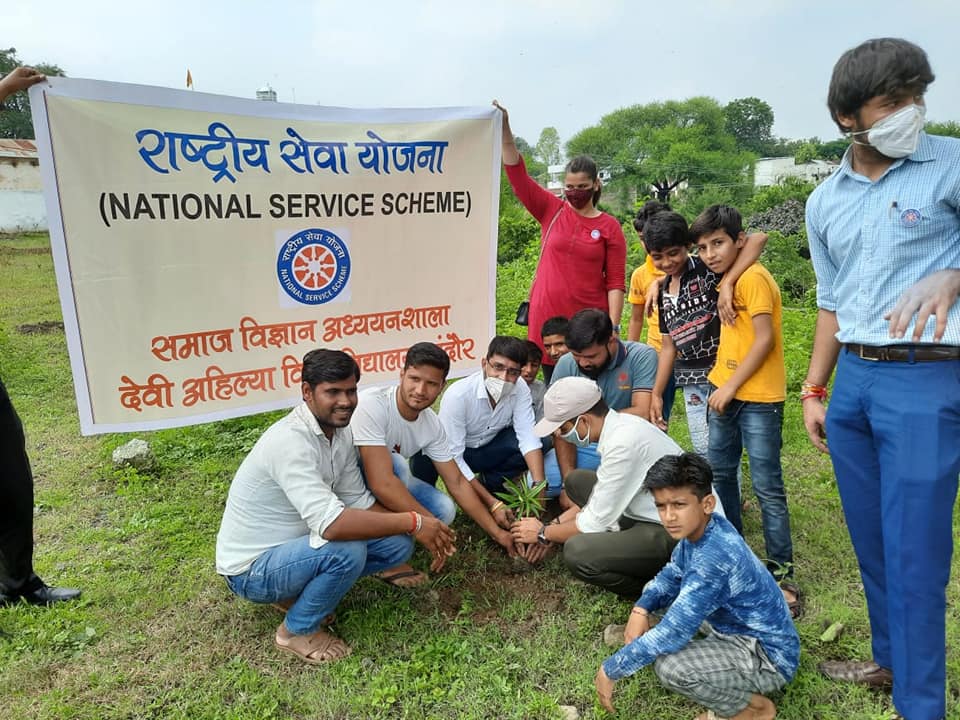 राष्ट्रीय सेवा योजना
(NATIONAL SERVICE SCHEME)
राष्ट्रीय सेवा योजना
NATIONAL SERVICE SCHEME
समाज विज्ञान अध्ययनशाला
देवी अहिल्या